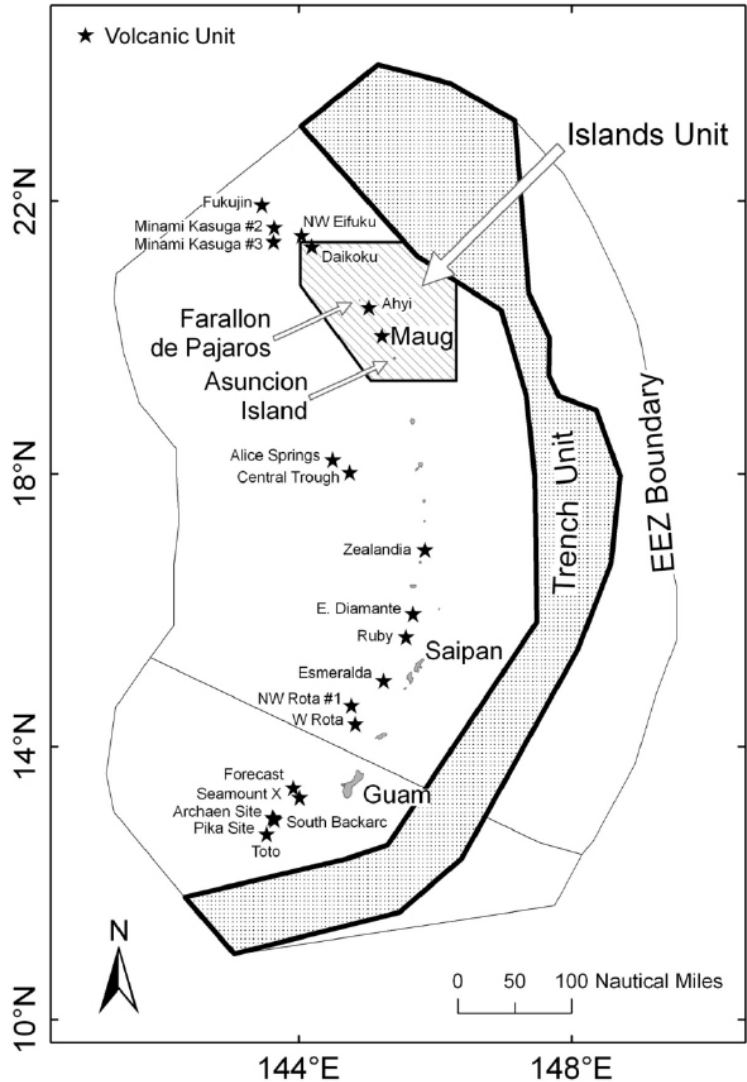 ★ Volcanic Unit
Islands Unit
22°N
Fukujin
Minami Kasuga #2
NW Eifuku
Minami Kasuga #3
Daikoku
Ahyi
Farallon
de Pajaros
Maug
Asuncion
Island
18°N
Alice Springs
Central Trough
Trench Unit
EEZ Boundary
Zealandia
E. Diamante
Ruby
Saipan
Esmeralda
NW Rota #1
W Rota
14°N
Forecast
Seamount X
Guam
Archaen Site
South Backarc
Pika Site
Toto
N
0 50 100 Nautical Miles
10°N
144°E 148°E